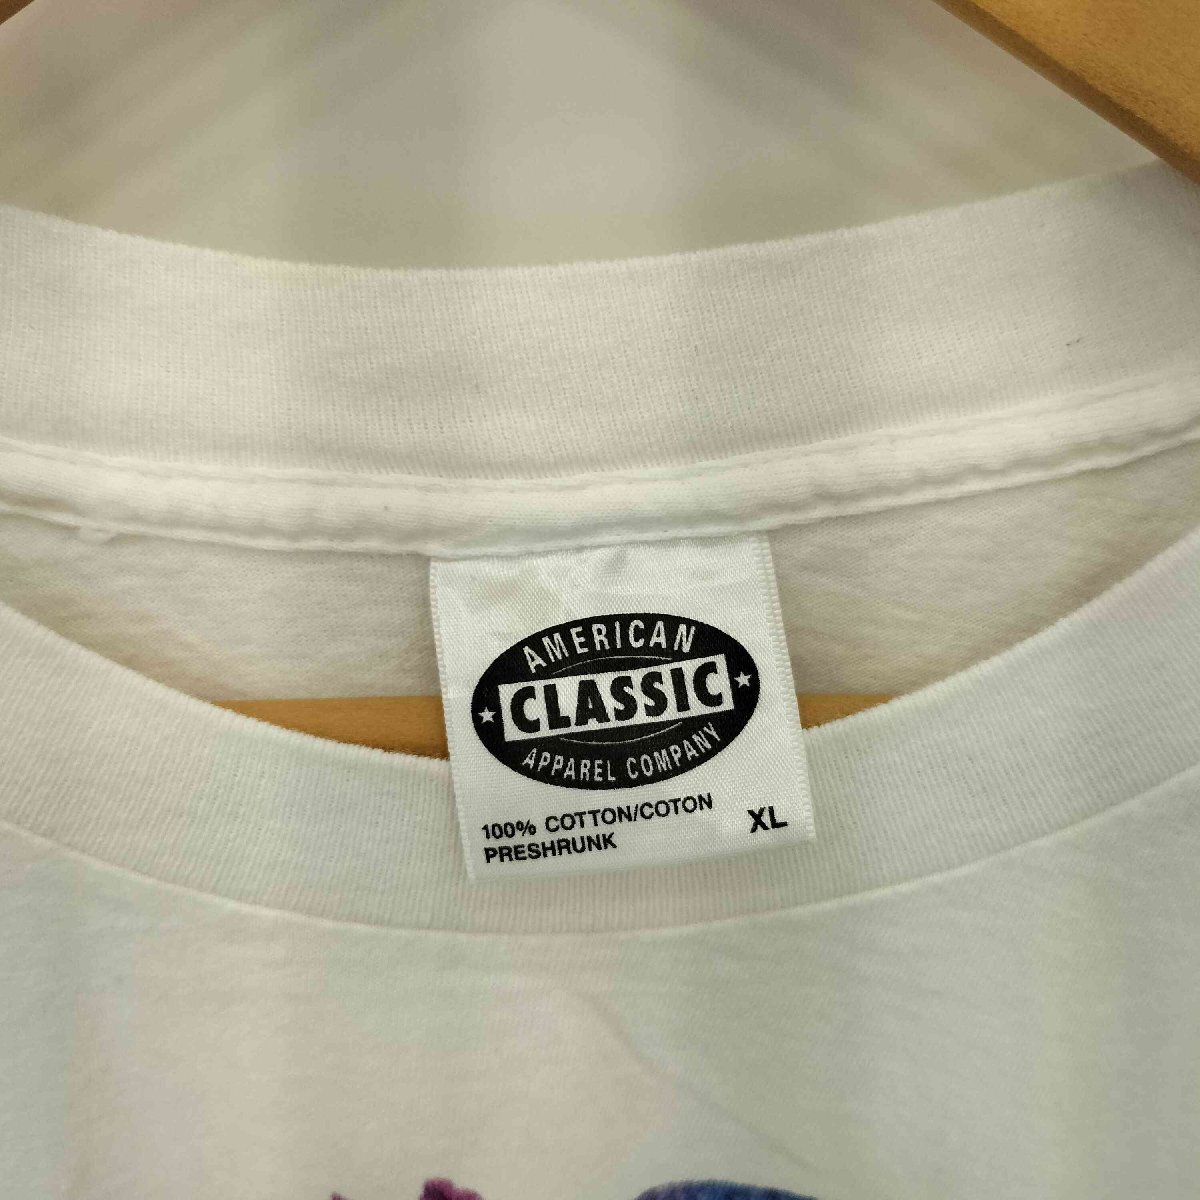 AMERICAN
CLASSIC
APPAREL COMPANY
100% COTTON/COTON
PRESHRUNK
XL